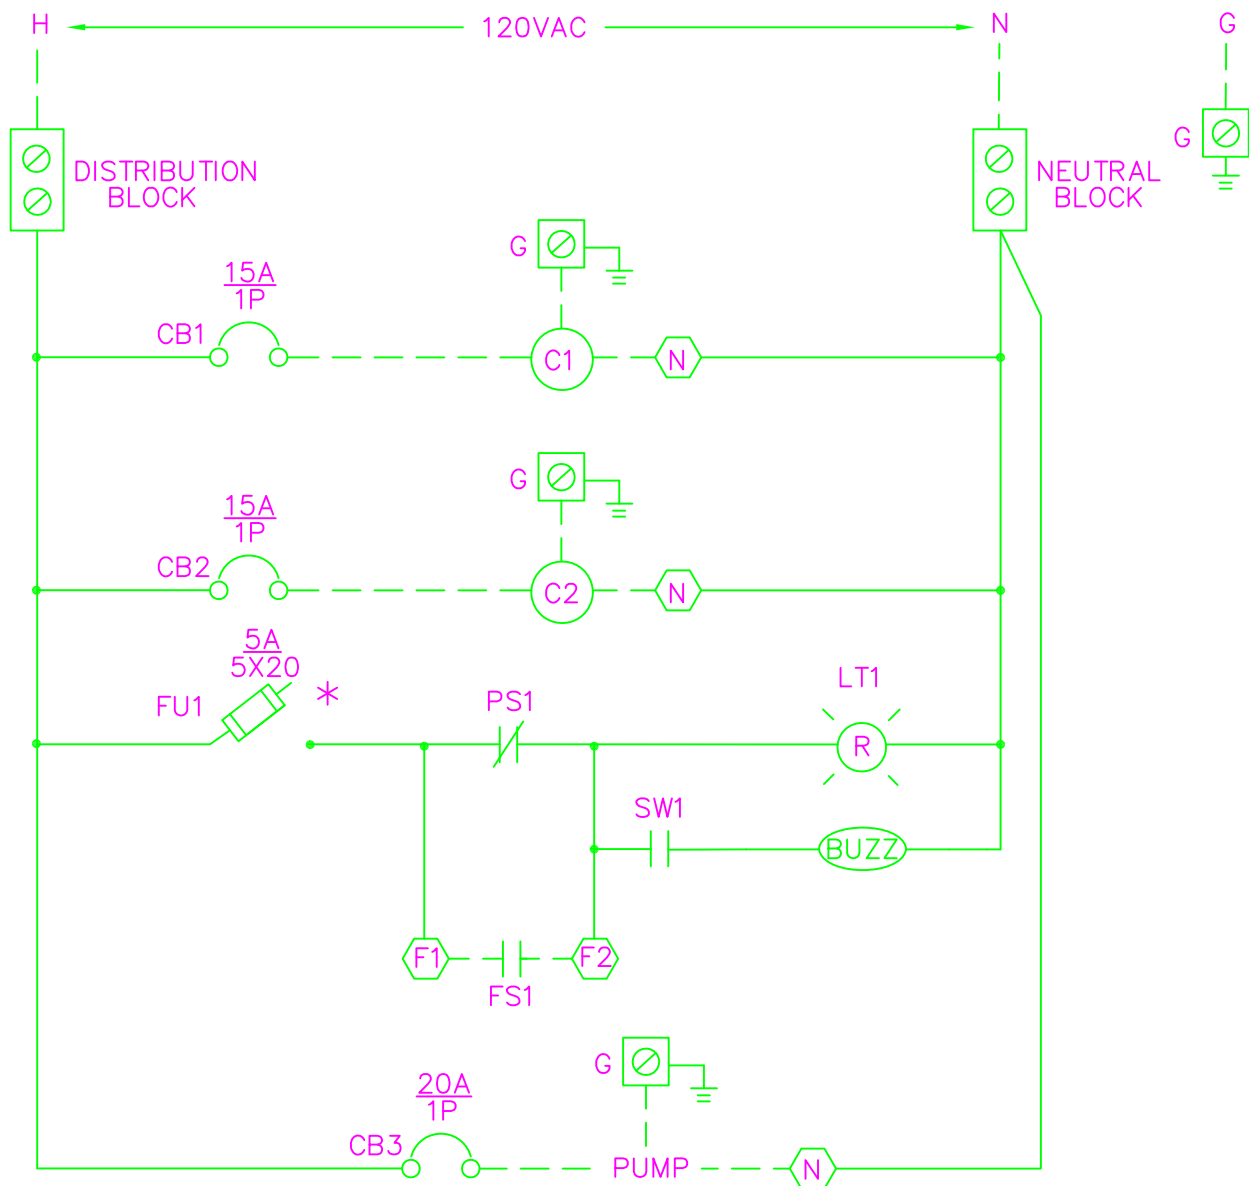 H 120VAC N G
G
DISTRIBUTION
BLOCK
NEUTRAL
BLOCK
G
15A
1P
CB1
C1 N
G
15A
1P
CB2
C2 N
5A
5X20
FU1 *
PS1
LT1
R
SW1
BUZZ
F1 F2
FS1
G
20A
1P
CB3
PUMP N